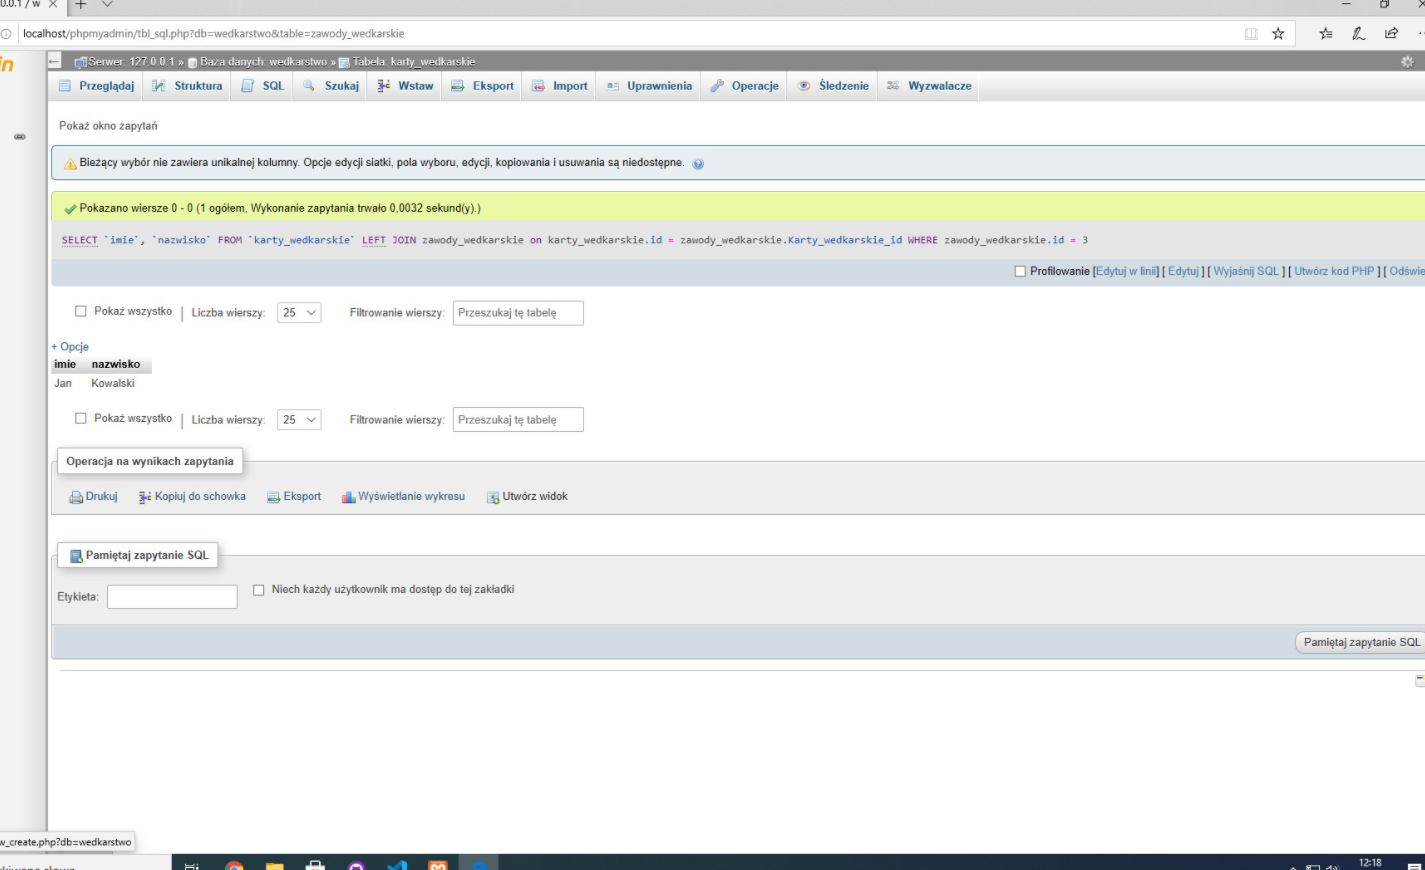 0.0.1 / w
localhost/phpmyadmin/tbl_sql.php?db=wedkarstwo&table=zawody_wedkarskie
in
Serwer: 127.0.0.1 » Baza danych: wedkarstwo » Tabela: karty_wedkarskie
Przeglądaj Struktura SQL Szukaj Wstaw Eksport Import Uprawnienia Operacje Śledzenie Wyzwalacze
Pokaż okno zapytań
Bieżący wybór nie zawiera unikalnej kolumny. Opcje edycji siatki, pola wyboru, edycji, kopiowania i usuwania są niedostępne.
Pokazano wiersze 0 - 0 (1 ogółem, Wykonanie zapytania trwało 0,0032 sekund(y).)
SELECT `imie`, `nazwisko` FROM `karty_wedkarskie` LEFT JOIN zawody_wedkarskie on karty_wedkarskie.id = zawody_wedkarskie.Karty_wedkarskie_id WHERE zawody_wedkarskie.id = 3
Profilowanie [Edytuj w linii] [ Edytuj ] [ Wyjaśnij SQL ] [ Utwórz kod PHP ] [ Odświe
Pokaż wszystko | Liczba wierszy: 25 Filtrowanie wierszy: Przeszukaj tę tabelę
+ Opcje
imie nazwisko
Jan Kowalski
Pokaż wszystko | Liczba wierszy: 25 Filtrowanie wierszy: Przeszukaj tę tabelę
Operacja na wynikach zapytania
Drukuj Kopiuj do schowka Eksport Wyświetlanie wykresu Utwórz widok
Pamiętaj zapytanie SQL
Etykieta: Niech każdy użytkownik ma dostęp do tej zakładki
Pamiętaj zapytanie SQL
w_create.php?db=wedkarstwo
12:18